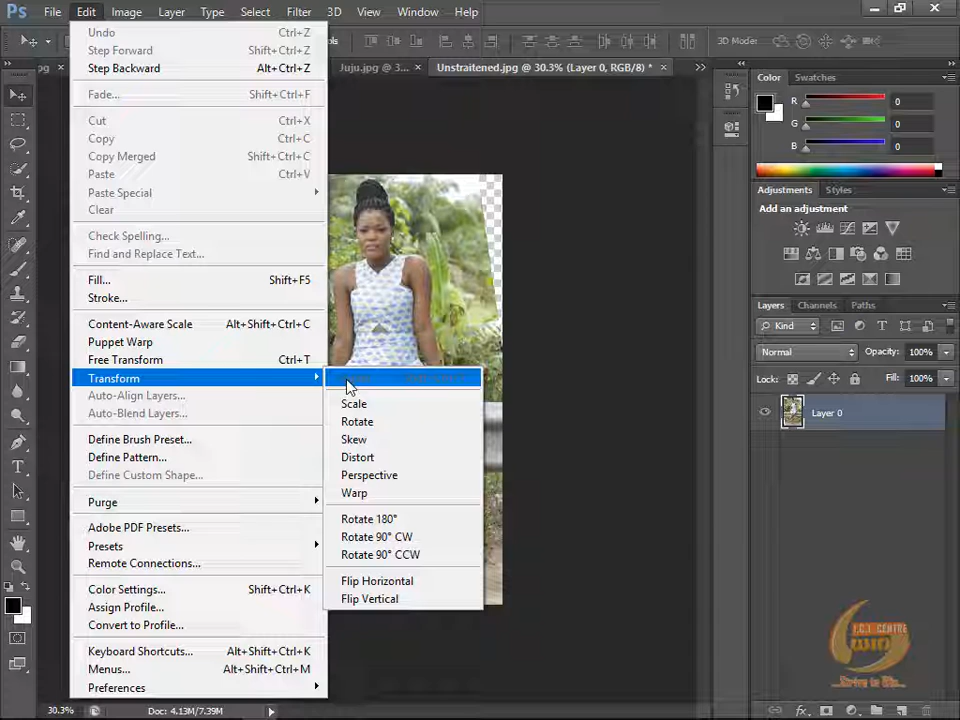 Ps File Edit Image Layer Type Select Filter 3D View Window Help
3D Mode:
Juju.jpg @ 3... × Unstraitened.jpg @ 30.3% (Layer 0, RGB/8) * ×
Undo Ctrl+Z
Step Forward Shift+Ctrl+Z
Step Backward Alt+Ctrl+Z
Fade... Shift+Ctrl+F
Cut Ctrl+X
Copy Ctrl+C
Copy Merged Shift+Ctrl+C
Paste Ctrl+V
Paste Special
Clear
Check Spelling...
Find and Replace Text...
Fill... Shift+F5
Stroke...
Content-Aware Scale Alt+Shift+Ctrl+C
Puppet Warp
Free Transform Ctrl+T
Transform
Auto-Align Layers...
Auto-Blend Layers...
Define Brush Preset...
Define Pattern...
Define Custom Shape...
Purge
Adobe PDF Presets...
Presets
Remote Connections...
Color Settings... Shift+Ctrl+K
Assign Profile...
Convert to Profile...
Keyboard Shortcuts... Alt+Shift+Ctrl+K
Menus... Alt+Shift+Ctrl+M
Preferences
Scale
Rotate
Skew
Distort
Perspective
Warp
Rotate 180°
Rotate 90° CW
Rotate 90° CCW
Flip Horizontal
Flip Vertical
Color Swatches
R 0
G 0
B 0
Adjustments Styles
Add an adjustment
Layers Channels Paths
Kind
Normal Opacity: 100%
Lock: Fill: 100%
Layer 0
I.C.T. CENTRE
WIN
30.3% Doc: 4.13M/7.39M